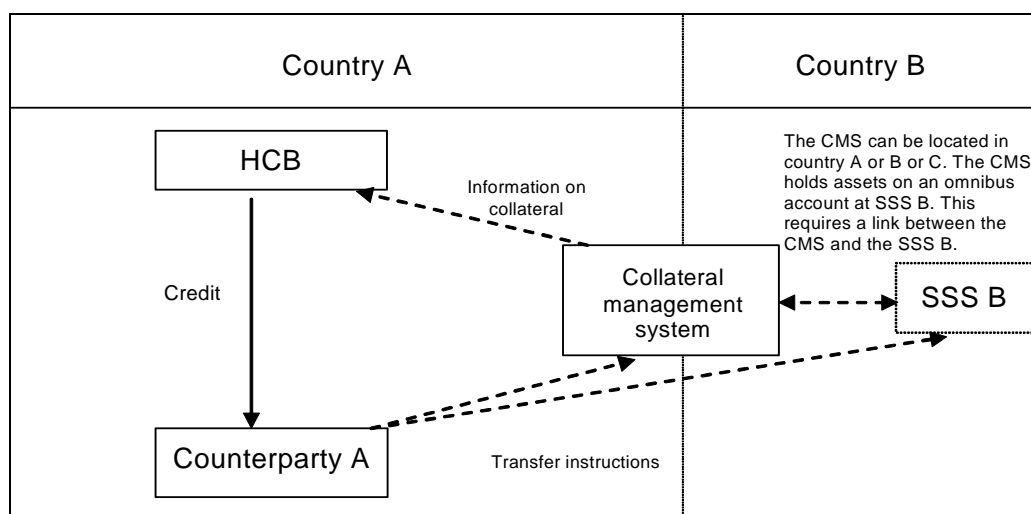 Country A
Country B
HCB
Information on
collateral
The CMS can be located in
country A or B or C. The CMS
holds assets on an omnibus
account at SSS B. This
requires a link between the
CMS and the SSS B.
Credit
Collateral
management
system
SSS B
Counterparty A
Transfer instructions